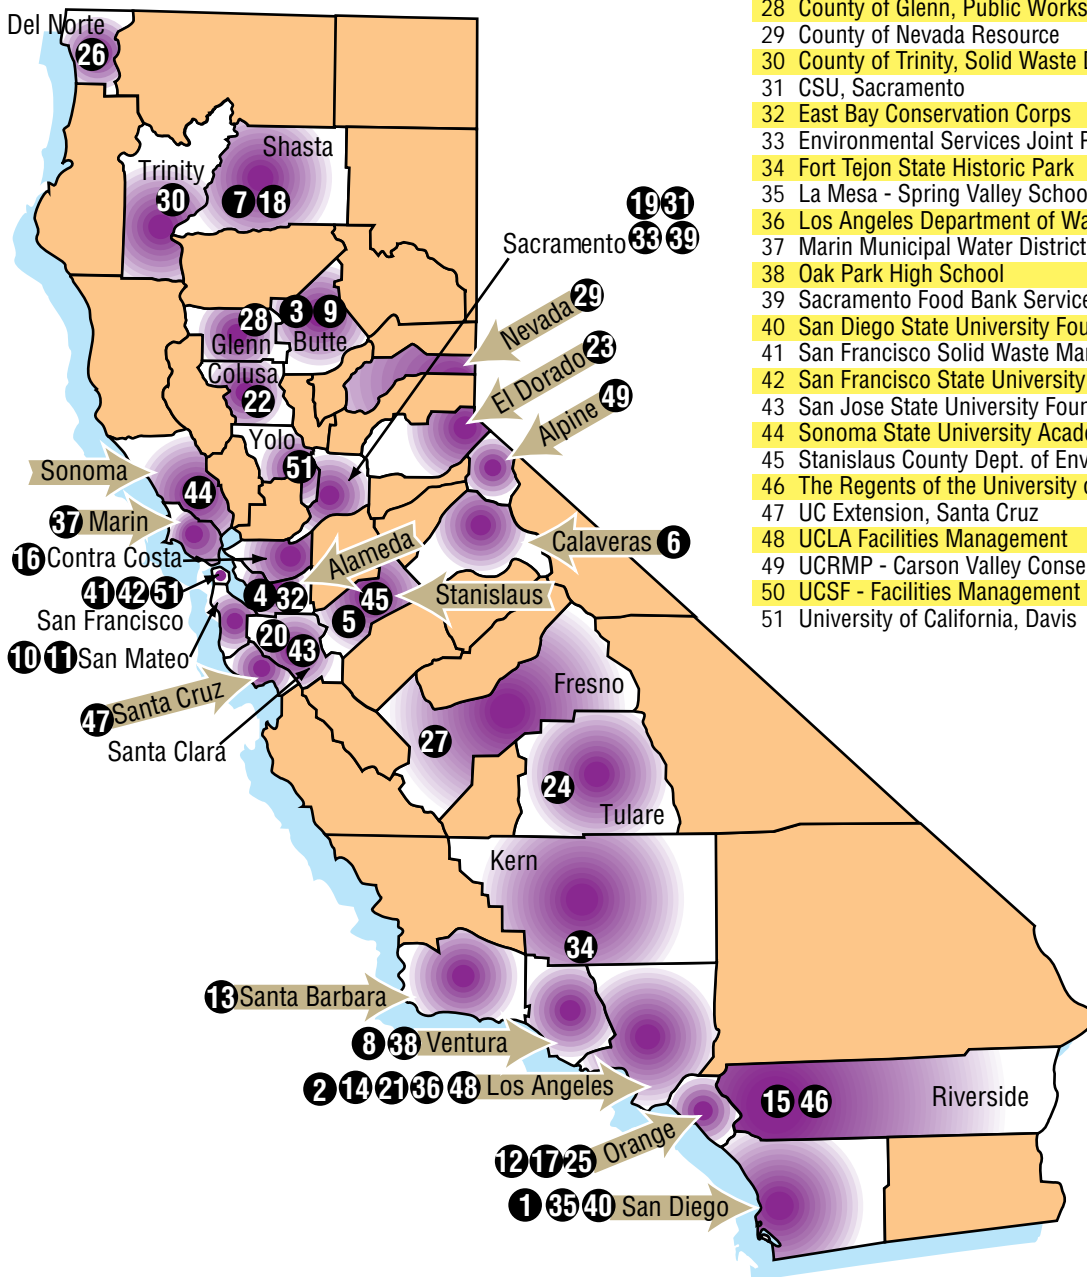 Del Norte
26
Trinity
30
Shasta
7 18
19 31
Sacramento 33 39
28
Glenn
3 9
Butte
Nevada 29
El Dorado 23
Alpine 49
Colusa
22
Yolo
51
Sonoma
44
37 Marin
16 Contra Costa
Alameda
4 32
Calaveras 6
41 42 51
San Francisco
45
Stanislaus
5
20
43
10 11 San Mateo
47 Santa Cruz
Santa Clara
Fresno
27
24
Tulare
Kern
34
13 Santa Barbara
8 38 Ventura
2 14 21 36 48 Los Angeles
15 46
Riverside
12 17 25 Orange
1 35 40 San Diego
28 County of Glenn, Public Works
29 County of Nevada Resource
30 County of Trinity, Solid Waste
31 CSU, Sacramento
32 East Bay Conservation Corps
33 Environmental Services Joint
34 Fort Tejon State Historic Park
35 La Mesa - Spring Valley Schoo
36 Los Angeles Department of Wa
37 Marin Municipal Water District
38 Oak Park High School
39 Sacramento Food Bank Service
40 San Diego State University Fou
41 San Francisco Solid Waste Ma
42 San Francisco State University
43 San Jose State University Foun
44 Sonoma State University Acad
45 Stanislaus County Dept. of Env
46 The Regents of the University
47 UC Extension, Santa Cruz
48 UCLA Facilities Management
49 UCRMP - Carson Valley Conse
50 UCSF - Facilities Management
51 University of California, Davis